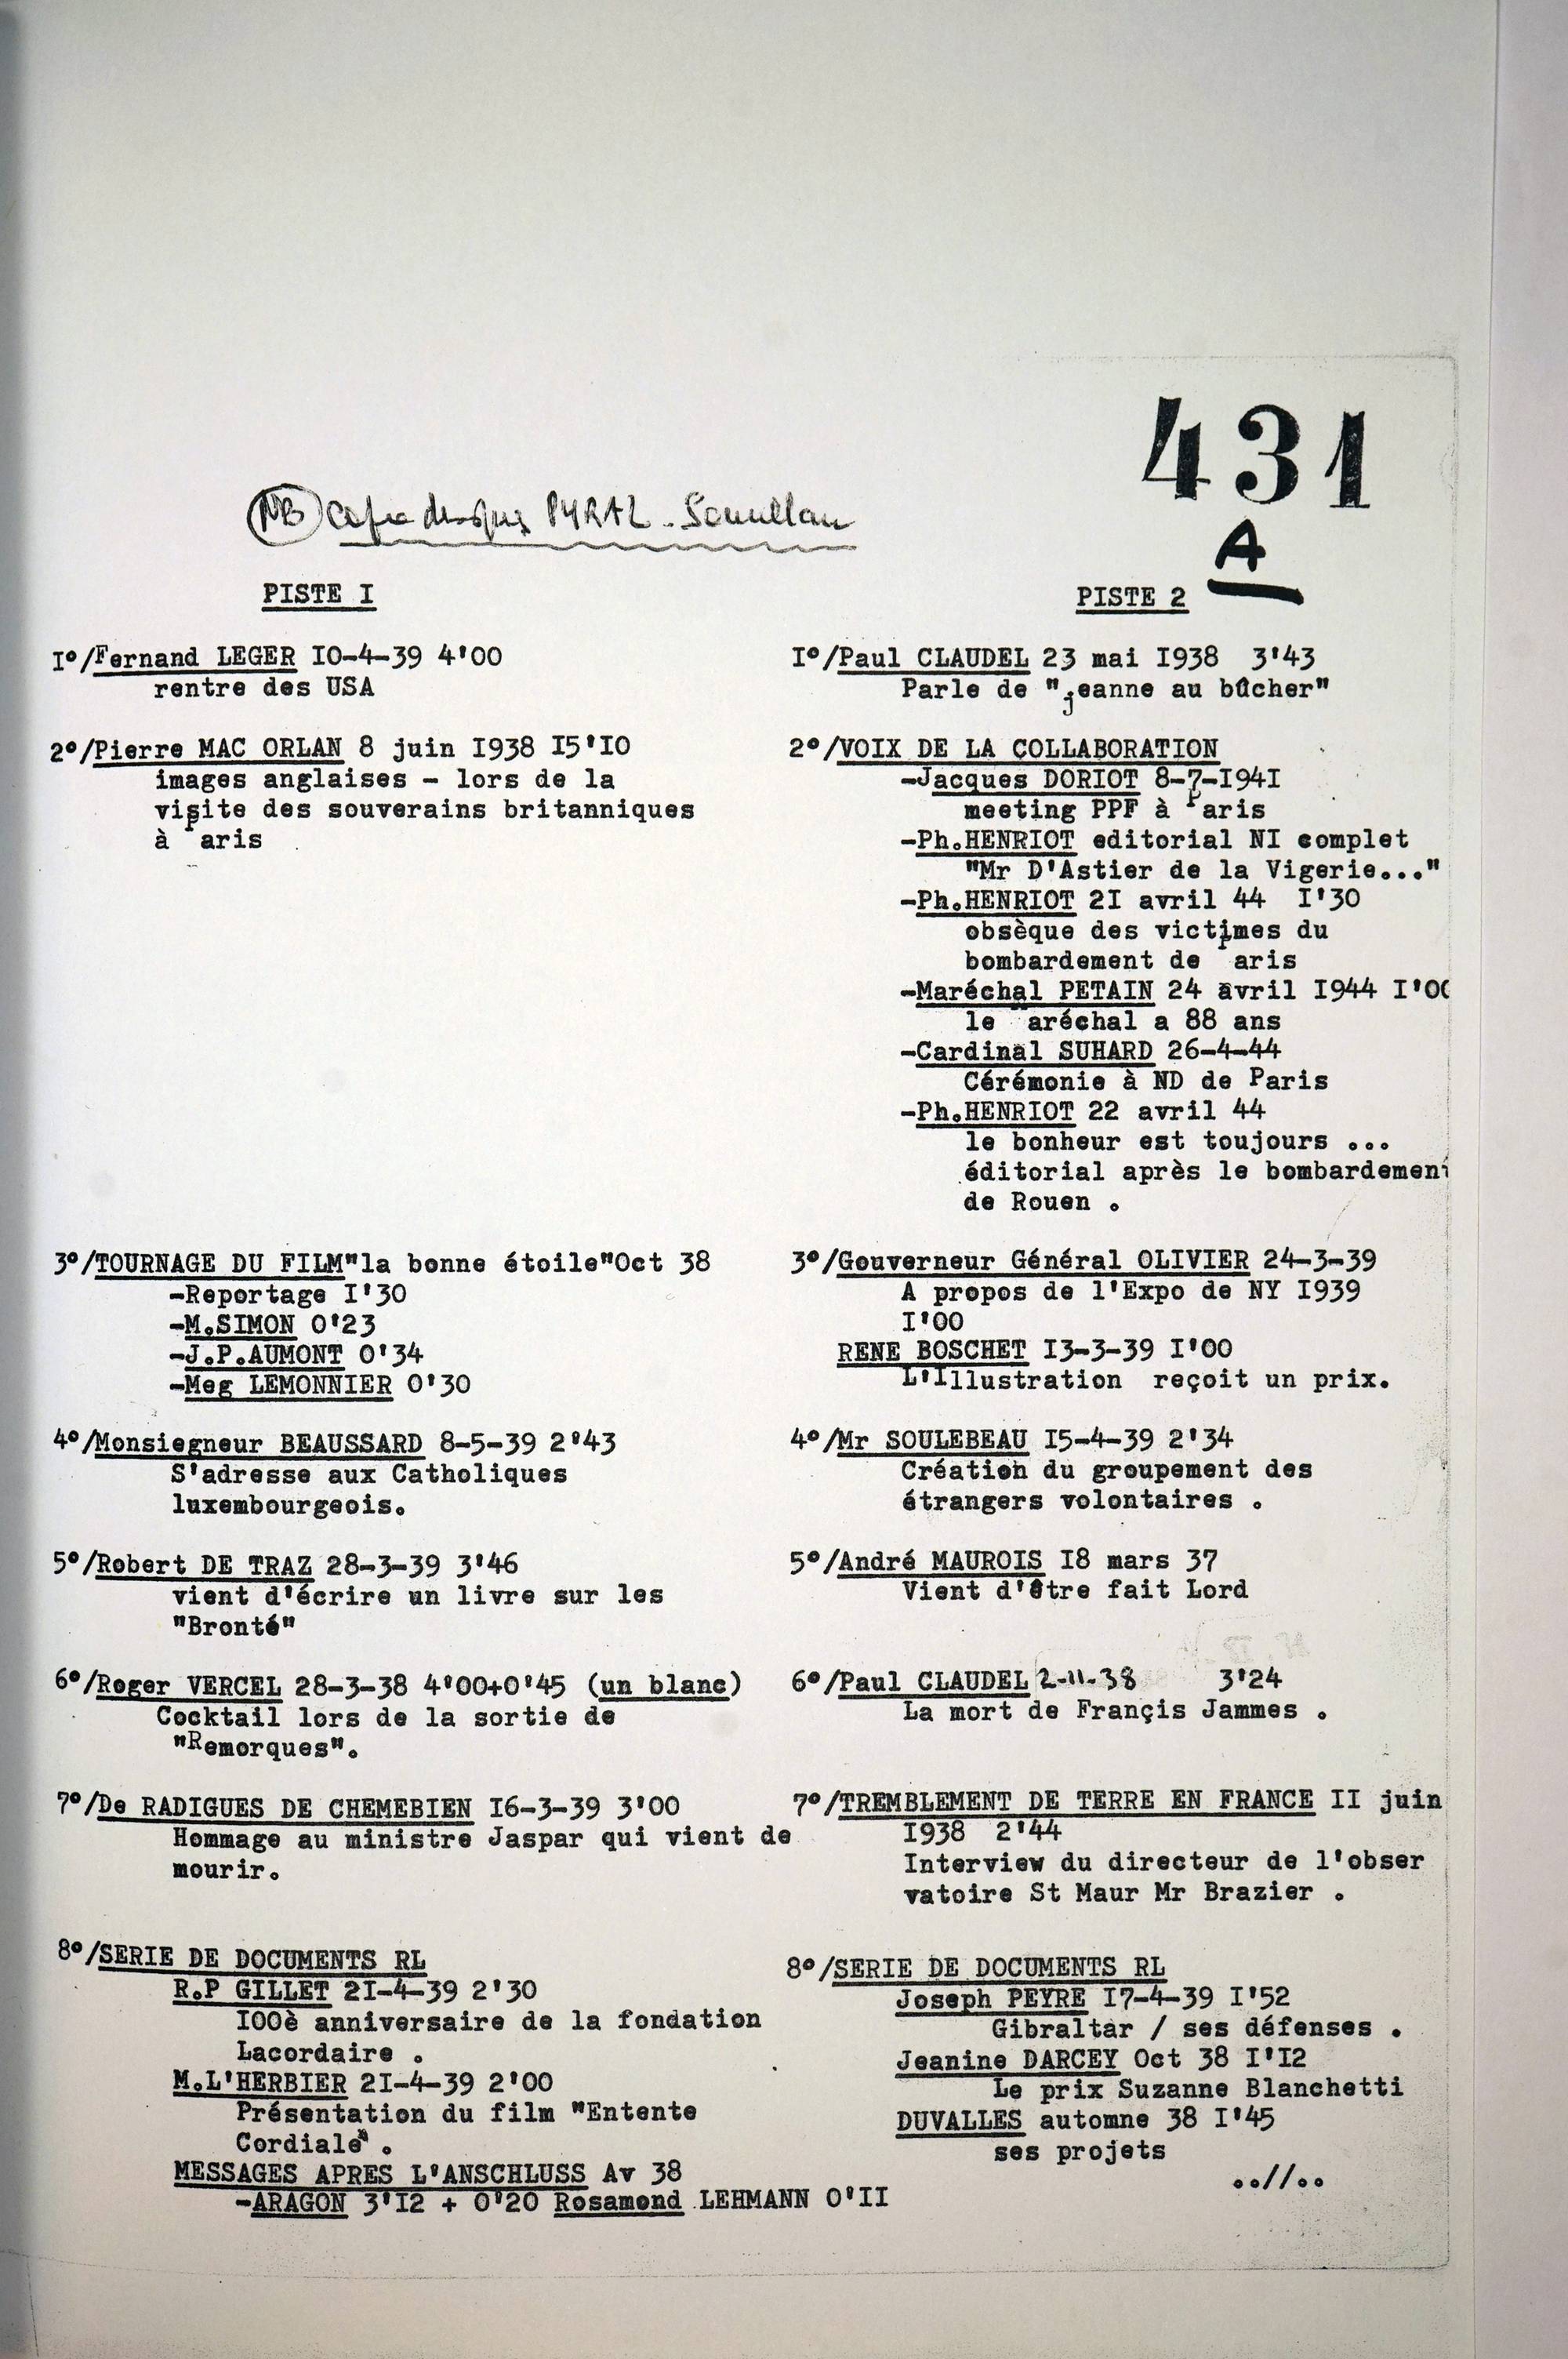 431
A
NB PYRAL -
PISTE I
I°/Fernand LEGER IO-4-39 4'00
rentre des USA
2°/Pierre MAC ORLAN 8 juin I938 I5'IO
images anglaises - lors de la
visite des souverains britanniques
à Paris .
3°/TOURNAGE DU FILM"la bonne étoile"Oct 38
-Reportage I'30
-M.SIMON 0'23
-J.P.AUMONT 0'34
-Meg LEMONNIER 0'30
4°/Monsiegneur BEAUSSARD 8-5-39 2'43
S'adresse aux Catholiques
luxembourgeois.
5°/Robert DE TRAZ 28-3-39 3'46
vient d'écrire un livre sur les
"Bronté"
6°/Roger VERCEL 28-3-38 4'00+0'45 (un blanc)
Cocktail lors de la sortie de
"Remorques".
7°/De RADIGUES DE CHEMEBIEN I6-3-39 3'00
Hommage au ministre Jaspar qui vient de
mourir.
8°/SERIE DE DOCUMENTS RL
R.P GILLET 2I-4-39 2'30
I00è anniversaire de la fondation
Lacordaire .
M.L'HERBIER 2I-4-39 2'00
Présentation du film "Entente
Cordiale" .
MESSAGES APRES L'ANSCHLUSS Av 38
-ARAGON 3'I2 + 0'20 Rosamond LEHMANN 0'II
PISTE 2
I°/Paul CLAUDEL 23 mai I938 3'43
Parle de "jeanne au bûcher"
2°/VOIX DE LA COLLABORATION
-Jacques DORIOT 8-7-I94I
meeting PPF à Paris
-Ph.HENRIOT editorial NI complet
"Mr D'Astier de la Vigerie..."
-Ph.HENRIOT 2I avril 44 I'30
obsèque des victimes du
bombardement de Paris
-Maréchal PETAIN 24 avril I944 I'00
le Maréchal a 88 ans
-Cardinal SUHARD 26-4-44
Cérémonie à ND de Paris
-Ph.HENRIOT 22 avril 44
le bonheur est toujours ...
éditorial après le bombardement
de Rouen .
3°/Gouverneur Général OLIVIER 24-3-39
A propos de l'Expo de NY I939
I'00
RENE BOSCHET I3-3-39 I'00
L'Illustration reçoit un prix.
4°/Mr SOULEBEAU I5-4-39 2'34
Création du groupement des
étrangers volontaires .
5°/André MAUROIS I8 mars 37
Vient d'être fait Lord
6°/Paul CLAUDEL 2-11-38 3'24
La mort de Françis Jammes .
7°/TREMBLEMENT DE TERRE EN FRANCE II juin
I938 2'44
Interview du directeur de l'obser
vatoire St Maur Mr Brazier .
8°/SERIE DE DOCUMENTS RL
Joseph PEYRE I7-4-39 I'52
Gibraltar / ses défenses .
Jeanine DARCEY Oct 38 I'I2
Le prix Suzanne Blanchetti
DUVALLES automne 38 I'45
ses projets
..//..